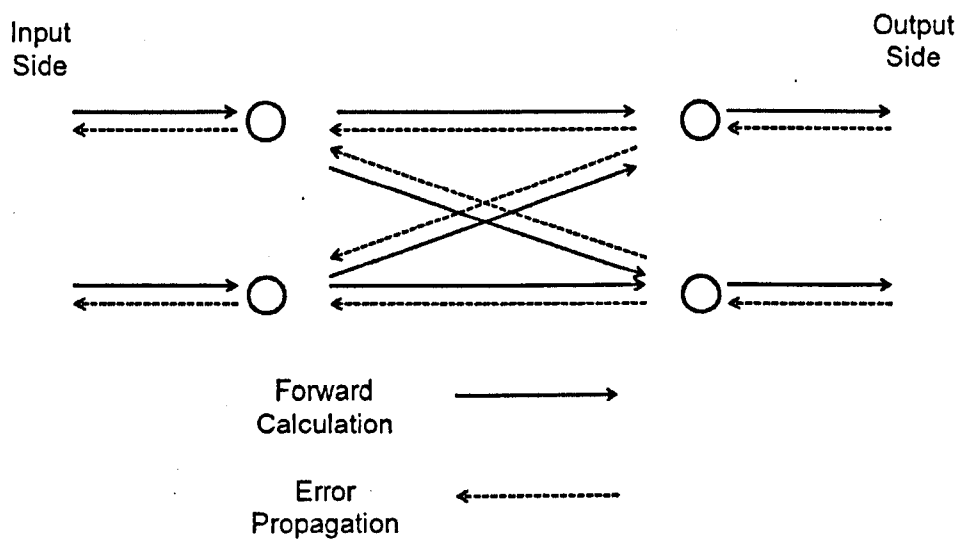 Input
Side
Output
Side
Forward
Calculation
Error
Propagation